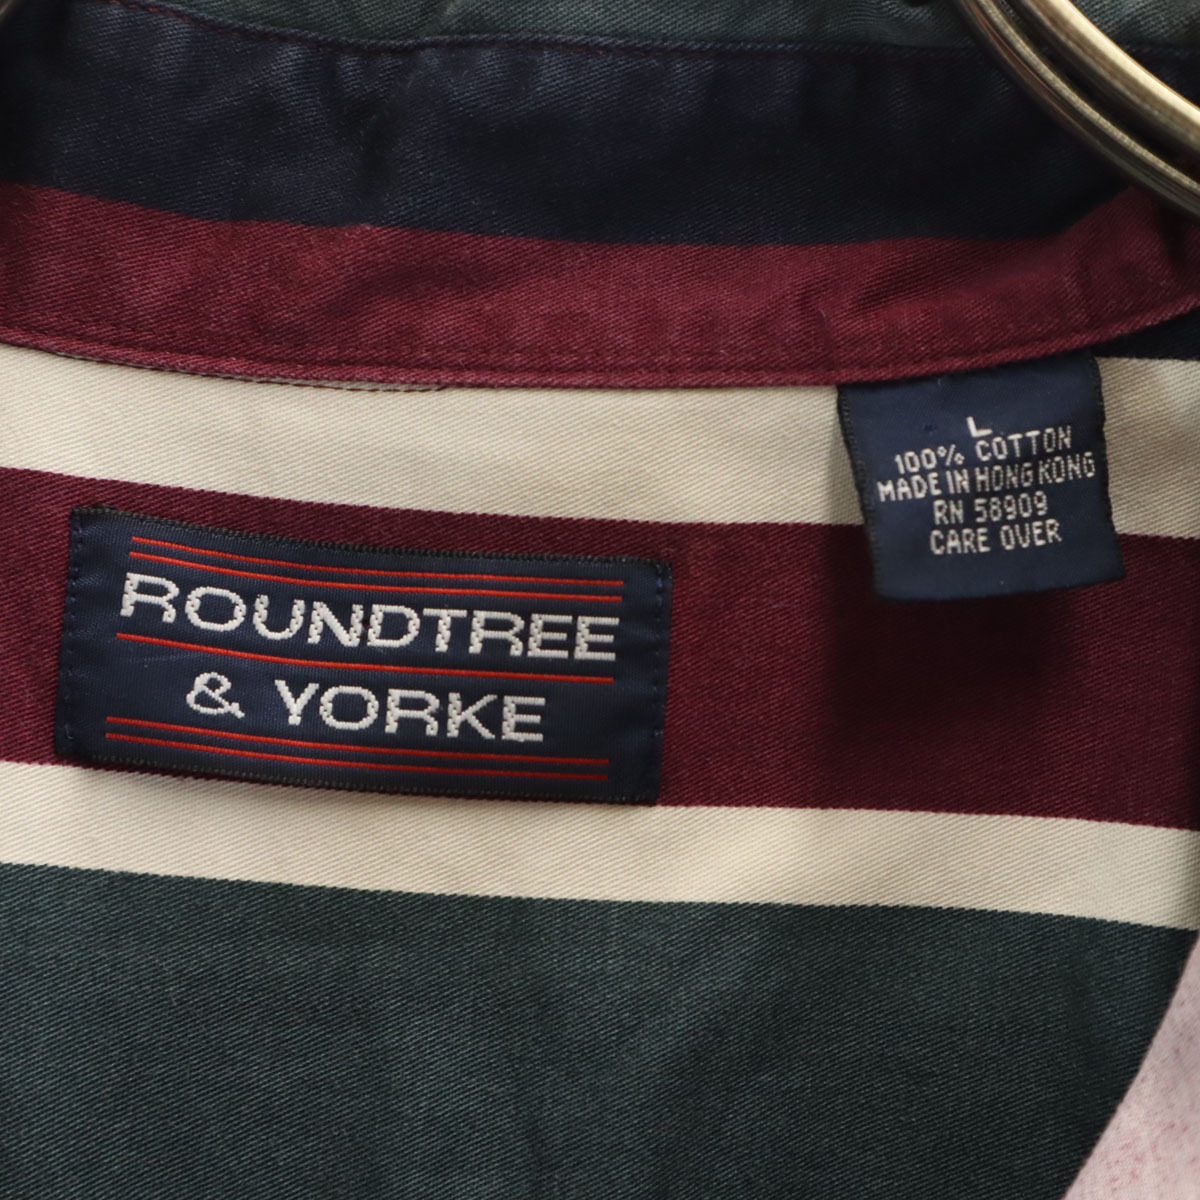 ROUNDTREE
& YORKE
L
100% COTTON
MADE IN HONG KONG
RN 58909
CARE OVER